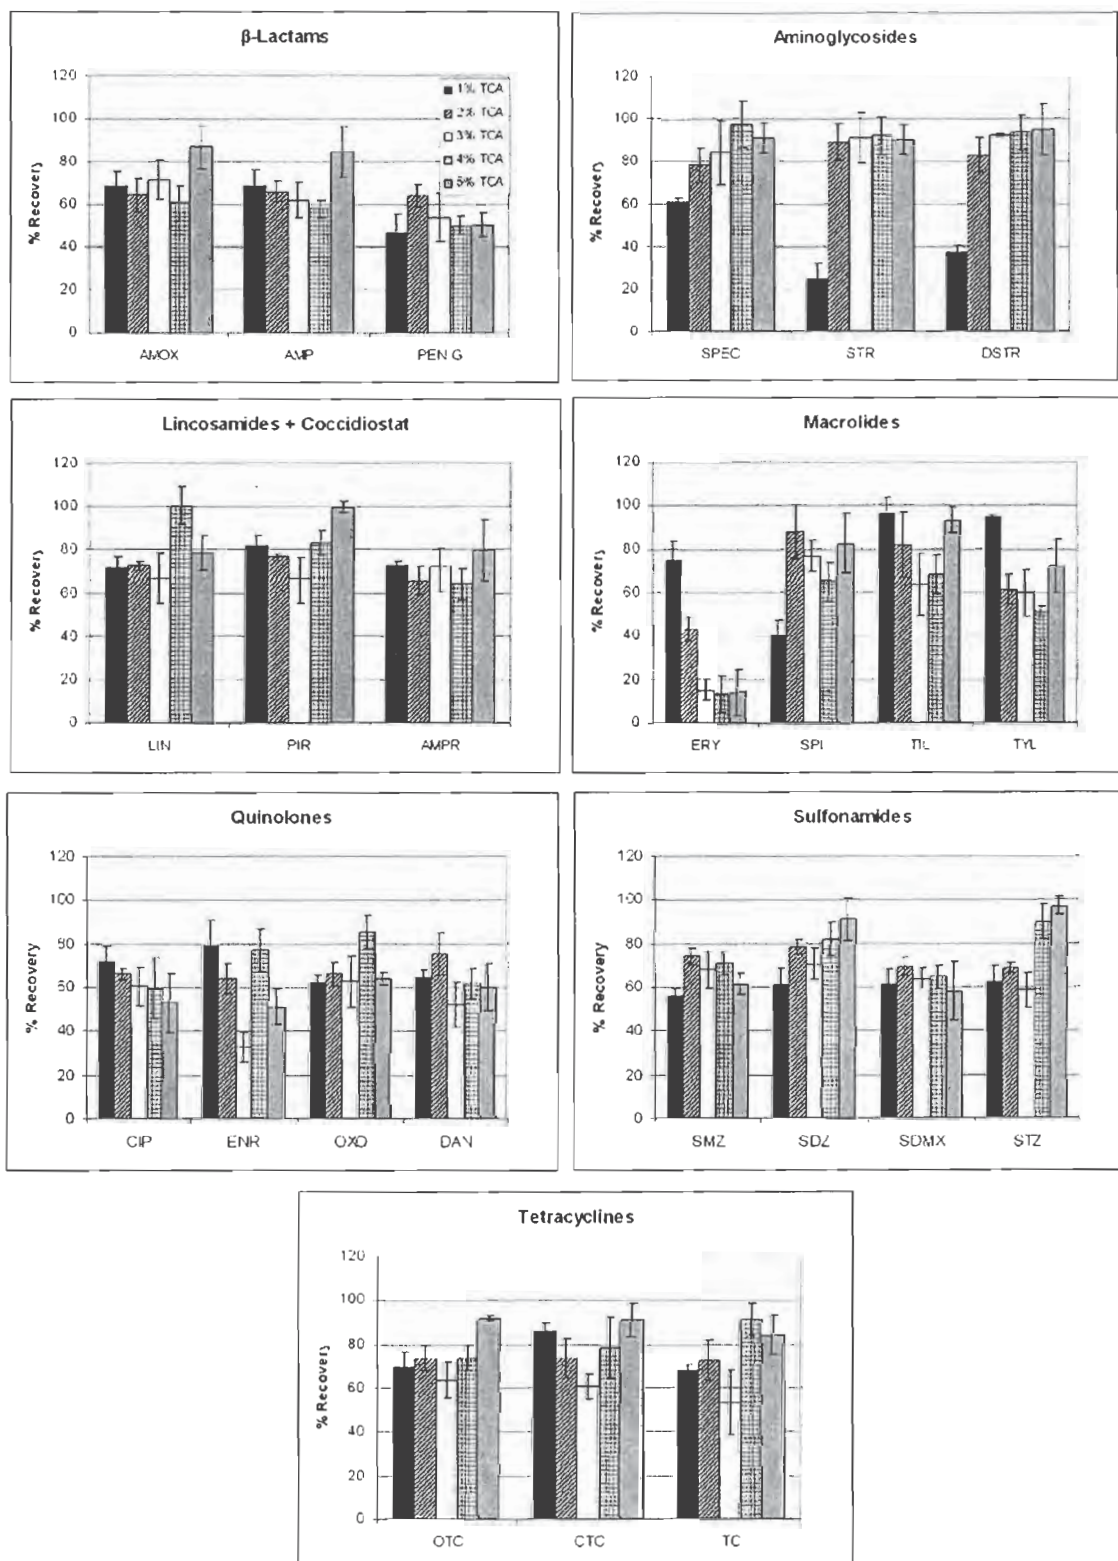 β-Lactams
120
100
80
60
40
20
0
% Recovery
1% TCA
2% TCA
3% TCA
4% TCA
5% TCA
AMOX AMP PEN G
Aminoglycosides
120
100
80
60
40
20
0
% Recovery
SPEC STR DSTR
Lincosamides + Coccidiostat
120
100
80
60
40
20
0
% Recovery
LIN PIR AMPR
Macrolides
120
100
80
60
40
20
0
% Recovery
ERY SPI TIL TYL
Quinolones
120
100
80
60
40
20
0
% Recovery
CIP ENR OXO DAN
Sulfonamides
120
100
80
60
40
20
0
% Recovery
SMZ SDZ SDMX STZ
Tetracyclines
120
100
80
60
40
20
0
% Recovery
OTC CTC TC